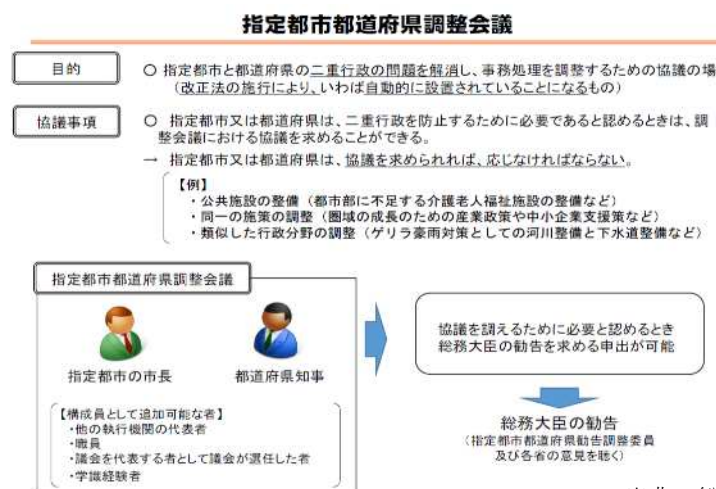 指定都市都道府県調整会議
目的
○ 指定都市と都道府県の二重行政の問題を解消し、事務処理を調整するための協議の場
（改正法の施行により、いわば自動的に設置されていることになるもの）
協議事項
○ 指定都市又は都道府県は、二重行政を防止するために必要であると認めるときは、調
整会議における協議を求めることができる。
→ 指定都市又は都道府県は、協議を求められれば、応じなければならない。
【例】
・公共施設の整備（都市部に不足する介護老人福祉施設の整備など）
・同一の施策の調整（圏域の成長のための産業政策や中小企業支援策など）
・類似した行政分野の調整（ゲリラ豪雨対策としての河川整備と下水道整備など）
指定都市都道府県調整会議
指定都市の市長
都道府県知事
【構成員として追加可能な者】
・他の執行機関の代表者
・職員
・議会を代表する者として議会が選任した者
・学識経験者
協議を調えるために必要と認めるとき
総務大臣の勧告を求める申出が可能
総務大臣の勧告
（指定都市都道府県勧告調整委員
及び各省の意見を聴く）